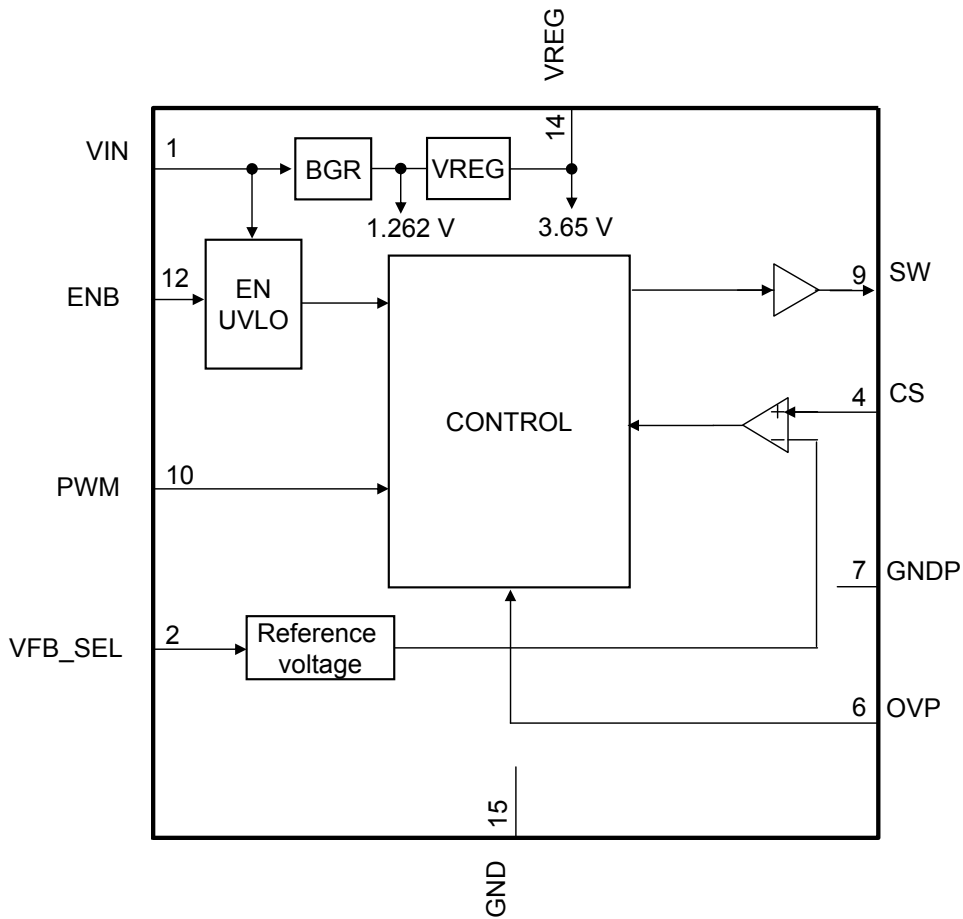 VREG
14
VIN
1
BGR
VREG
1.262 V
3.65 V
ENB
12
EN
UVLO
9
SW
CONTROL
4
CS
+
−
PWM
10
7
GNDP
VFB_SEL
2
Reference
voltage
6
OVP
15
GND